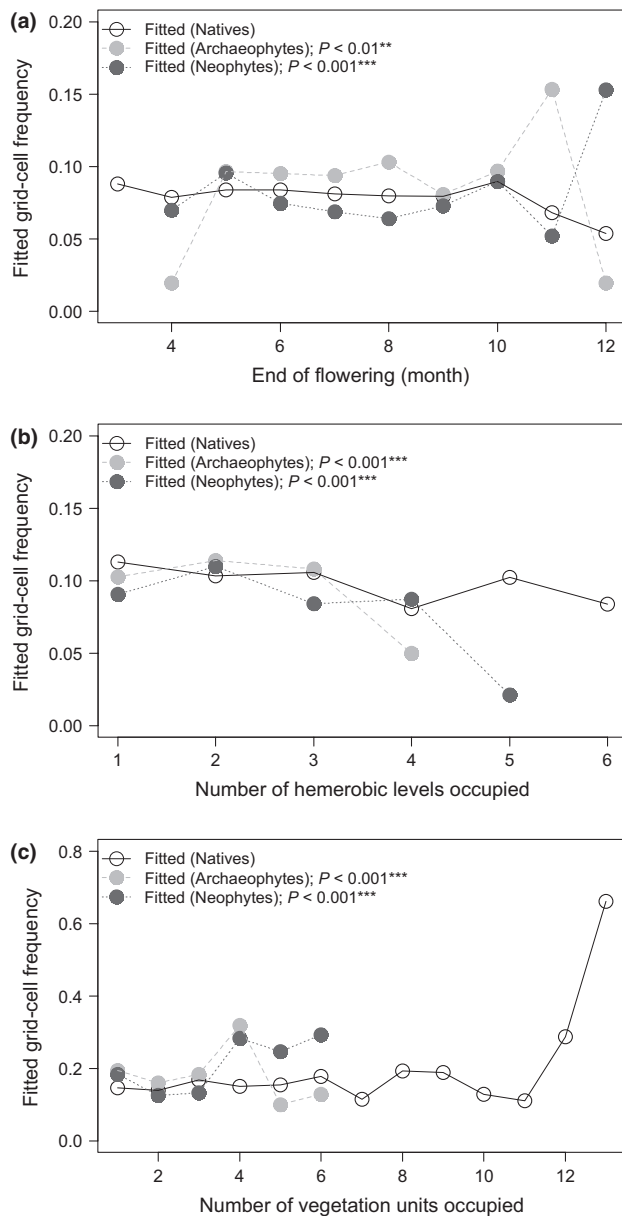 (a)
0.20
0.15
0.10
0.05
0.00
Fitted grid-cell frequency
Fitted (Natives)
Fitted (Archaeophytes); P < 0.01**
Fitted (Neophytes); P < 0.001***
4 6 8 10 12
End of flowering (month)
(b)
0.20
0.15
0.10
0.05
0.00
Fitted grid-cell frequency
Fitted (Natives)
Fitted (Archaeophytes); P < 0.001***
Fitted (Neophytes); P < 0.001***
1 2 3 4 5 6
Number of hemerobic levels occupied
(c)
0.8
0.6
0.4
0.2
0.0
Fitted grid-cell frequency
Fitted (Natives)
Fitted (Archaeophytes); P < 0.001***
Fitted (Neophytes); P < 0.001***
2 4 6 8 10 12
Number of vegetation units occupied